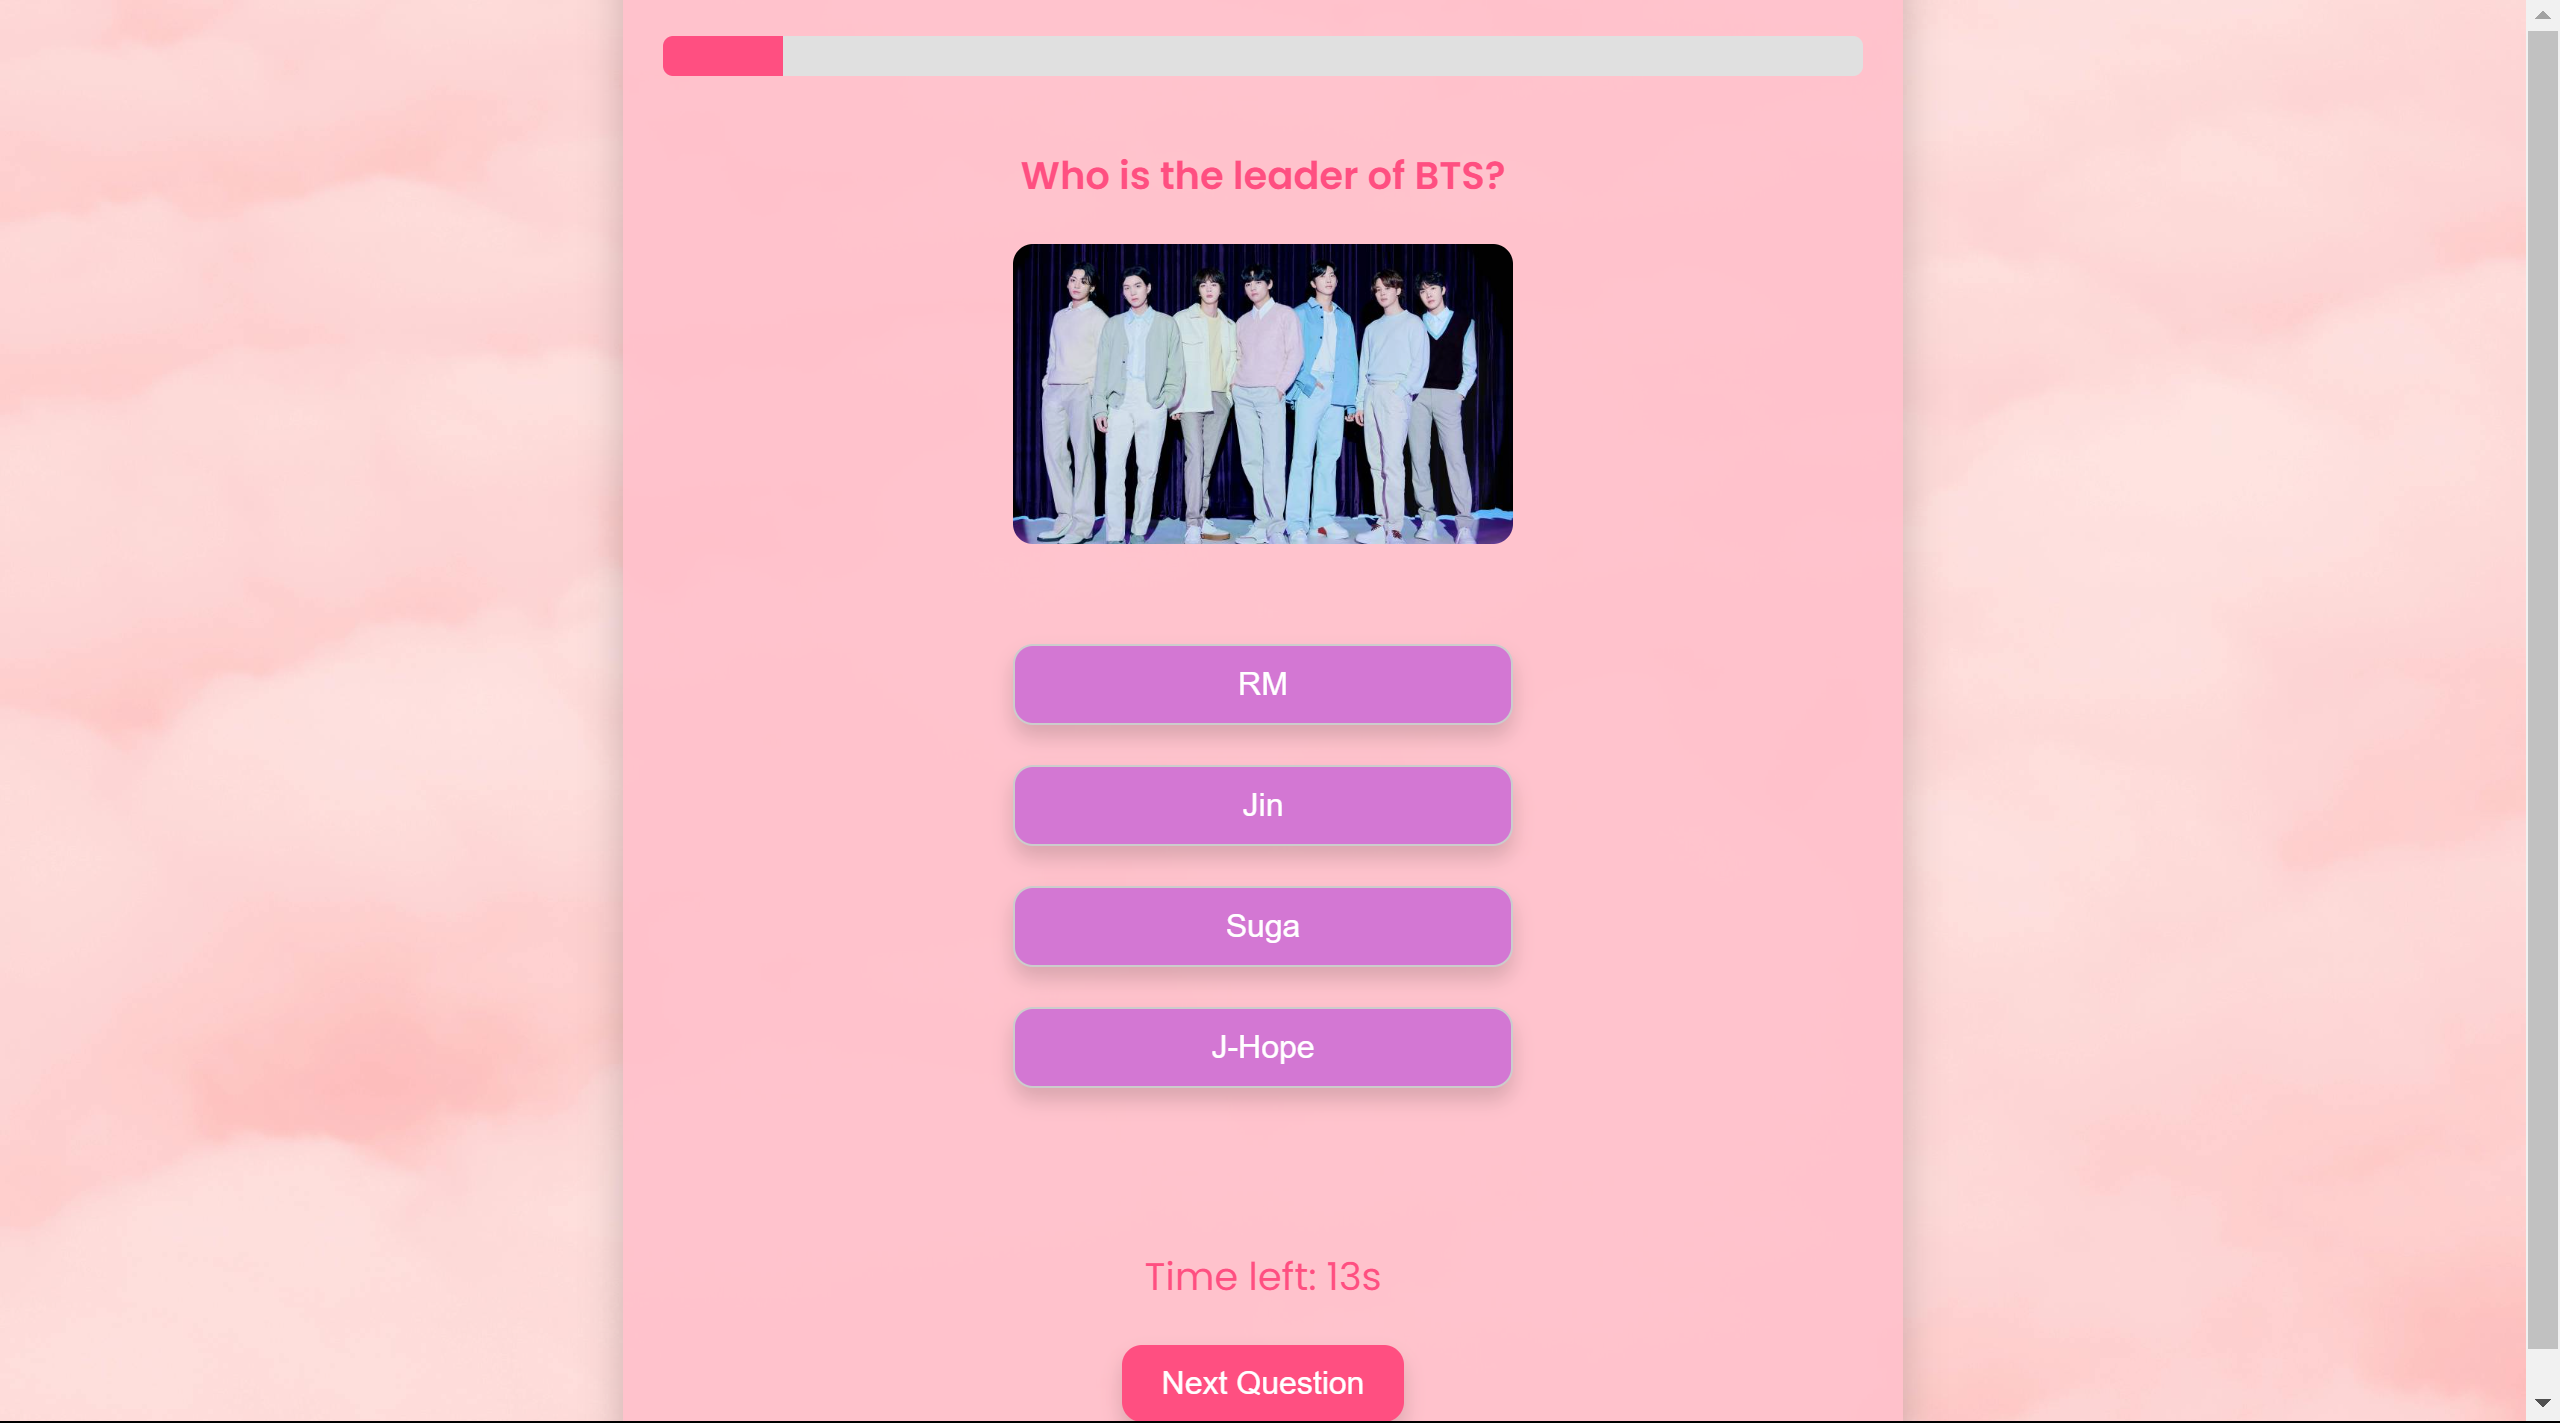 Who is the leader of BTS?
RM
Jin
Suga
J-Hope
Time left: 13s
Next Question